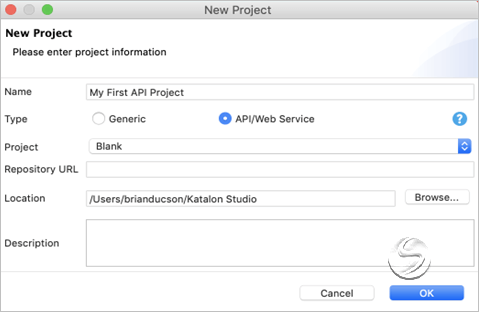 New Project
New Project
Please enter project information
Name My First API Project
Type Generic API/Web Service ?
Project Blank
Repository URL
Location /Users/brianducson/Katalon Studio Browse...
Description
Cancel OK